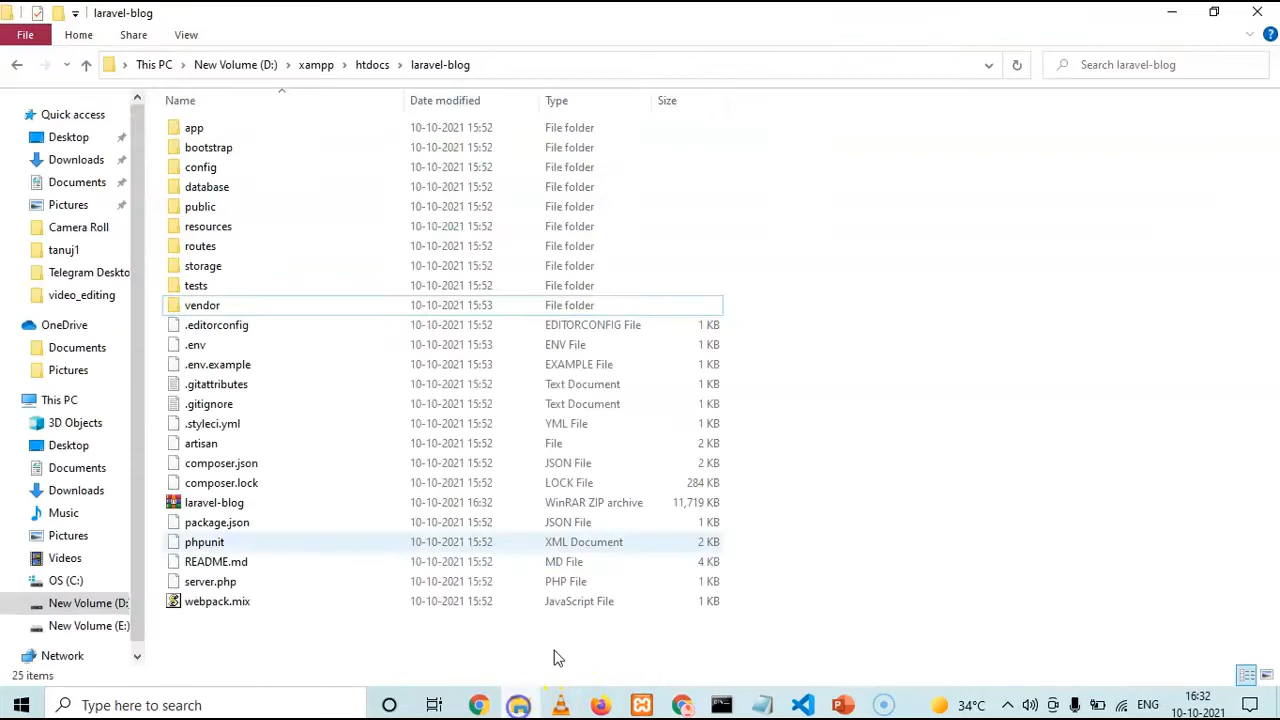 laravel-blog
File Home Share View
This PC New Volume (D:) xampp htdocs laravel-blog Search laravel-blog
Name Date modified Type Size
Quick access
Desktop
Downloads
Documents
Pictures
Camera Roll
tanuj1
Telegram Deskto
video_editing
OneDrive
Documents
Pictures
This PC
3D Objects
Desktop
Documents
Downloads
Music
Pictures
Videos
OS (C:)
New Volume (D:)
New Volume (E:)
Network
app 10-10-2021 15:52 File folder
bootstrap 10-10-2021 15:52 File folder
config 10-10-2021 15:52 File folder
database 10-10-2021 15:52 File folder
public 10-10-2021 15:52 File folder
resources 10-10-2021 15:52 File folder
routes 10-10-2021 15:52 File folder
storage 10-10-2021 15:52 File folder
tests 10-10-2021 15:52 File folder
vendor 10-10-2021 15:53 File folder
.editorconfig 10-10-2021 15:52 EDITORCONFIG File 1 KB
.env 10-10-2021 15:53 ENV File 1 KB
.env.example 10-10-2021 15:53 EXAMPLE File 1 KB
.gitattributes 10-10-2021 15:52 Text Document 1 KB
.gitignore 10-10-2021 15:52 Text Document 1 KB
.styleci.yml 10-10-2021 15:52 YML File 1 KB
artisan 10-10-2021 15:52 File 2 KB
composer.json 10-10-2021 15:52 JSON File 2 KB
composer.lock 10-10-2021 15:52 LOCK File 284 KB
laravel-blog 10-10-2021 16:32 WinRAR ZIP archive 11,719 KB
package.json 10-10-2021 15:52 JSON File 1 KB
phpunit 10-10-2021 15:52 XML Document 2 KB
README.md 10-10-2021 15:52 MD File 4 KB
server.php 10-10-2021 15:52 PHP File 1 KB
webpack.mix 10-10-2021 15:52 JavaScript File 1 KB
25 items
Type here to search
34°C ENG 16:32
10-10-2021